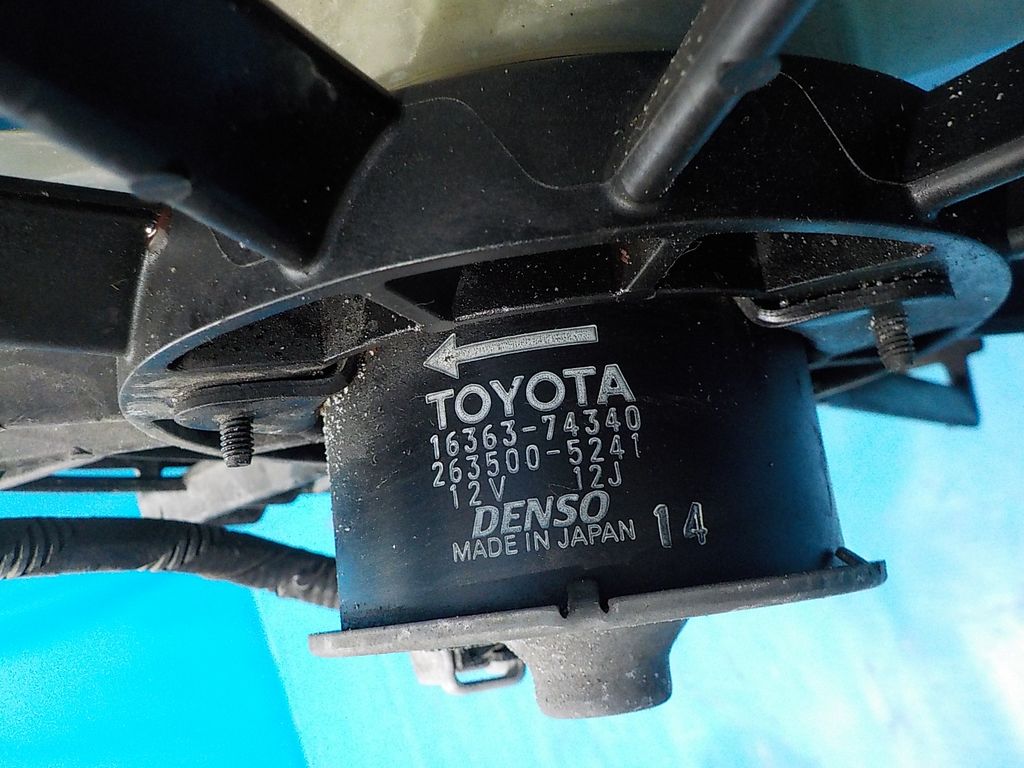 TOYOTA
16363-74340
263500-5241
12V 12J
DENSO
MADE IN JAPAN 14